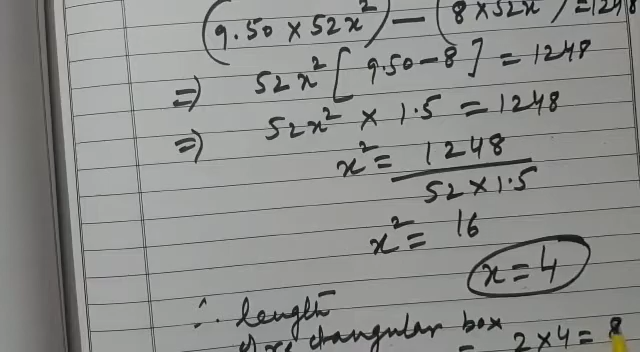 (9.50 × 52x²) − (8 × 52x²) = 1248
⇒) 52x² [9.50 − 8] = 1248
⇒) 52x² × 1.5 = 1248
x² = 1248
52 × 1.5
x² = 16
x = 4
∴ length
of rectangular box
= 2 × 4 = 8